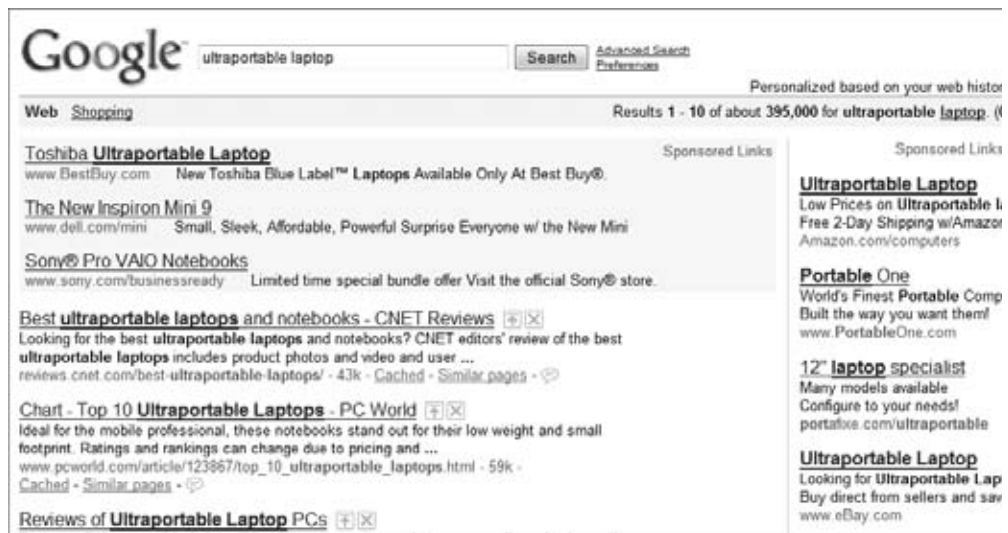 Google
ultraportable laptop
Search
Advanced Search
Preferences
Personalized based on your web histor
Web Shopping
Results 1 - 10 of about 395,000 for ultraportable laptop. (
Toshiba Ultraportable Laptop
Sponsored Links
www.BestBuy.com New Toshiba Blue Label™ Laptops Available Only At Best Buy®.
The New Inspiron Mini 9
www.dell.com/mini Small, Sleek, Affordable, Powerful Surprise Everyone w/ the New Mini
Sony® Pro VAIO Notebooks
www.sony.com/businessready Limited time special bundle offer Visit the official Sony® store.
Best ultraportable laptops and notebooks - CNET Reviews
Looking for the best ultraportable laptops and notebooks? CNET editors' review of the best
ultraportable laptops includes product photos and video and user ...
reviews.cnet.com/best-ultraportable-laptops/ - 43k - Cached - Similar pages -
Chart - Top 10 Ultraportable Laptops - PC World
Ideal for the mobile professional, these notebooks stand out for their low weight and small
footprint. Ratings and rankings can change due to pricing and ...
www.pcworld.com/article/123867/top_10_ultraportable_laptops.html - 59k -
Cached - Similar pages -
Reviews of Ultraportable Laptop PCs
Sponsored Links
Ultraportable Laptop
Low Prices on Ultraportable la
Free 2-Day Shipping w/Amazon
Amazon.com/computers
Portable One
World's Finest Portable Comp
Built the way you want them!
www.PortableOne.com
12" laptop specialist
Many models available
Configure to your needs!
portafixe.com/ultraportable
Ultraportable Laptop
Looking for Ultraportable Lap
Buy direct from sellers and sav
www.eBay.com